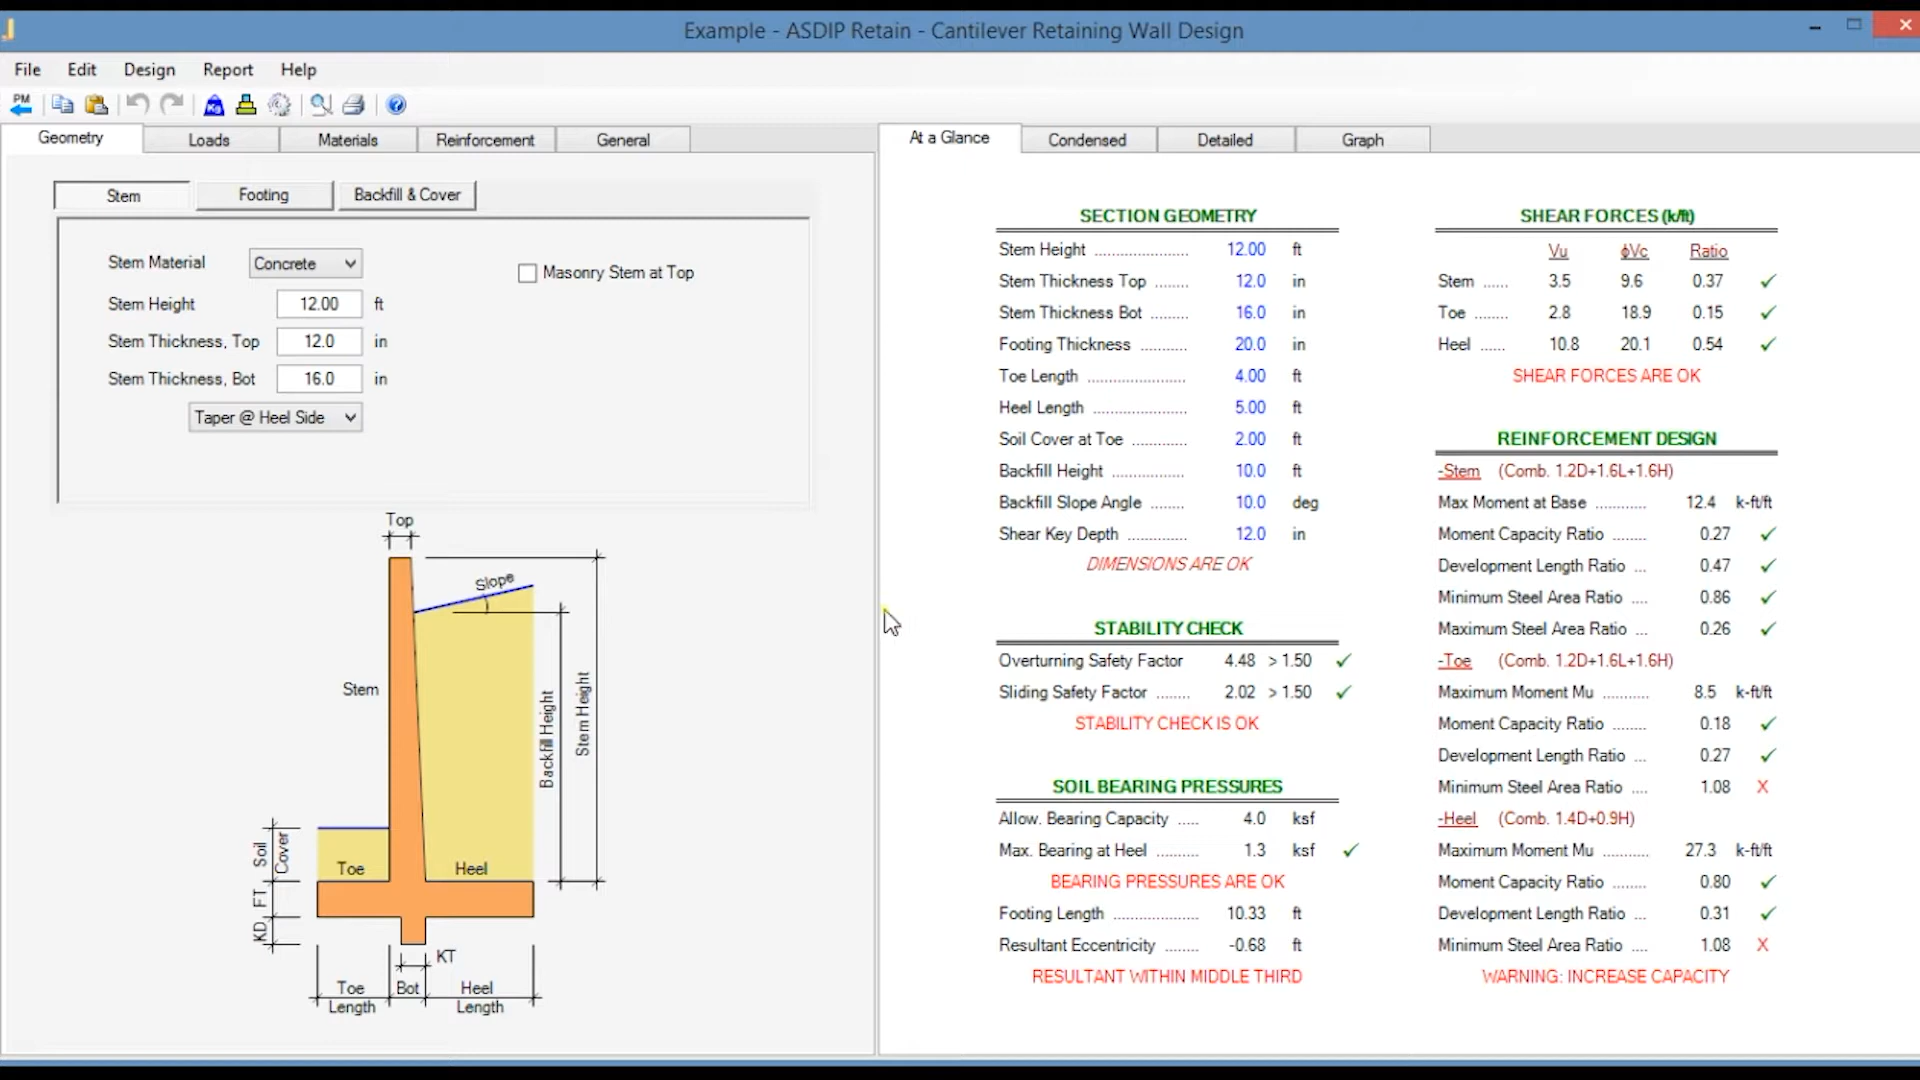 Example - ASDIP Retain - Cantilever Retaining Wall Design
File Edit Design Report Help
PM
Geometry Loads Materials Reinforcement General
Stem Footing Backfill & Cover
Stem Material Concrete
Masonry Stem at Top
Stem Height 12.00 ft
Stem Thickness, Top 12.0 in
Stem Thickness, Bot 16.0 in
Taper @ Heel Side
Top
Slope
Stem
Backfill Height
Stem Height
Soil Cover
Toe
Heel
FT
KD
KT
Toe Length
Bot
Heel Length
At a Glance Condensed Detailed Graph
SECTION GEOMETRY
Stem Height ...................... 12.00 ft
Stem Thickness Top ........ 12.0 in
Stem Thickness Bot ......... 16.0 in
Footing Thickness ........... 20.0 in
Toe Length ....................... 4.00 ft
Heel Length ...................... 5.00 ft
Soil Cover at Toe ............. 2.00 ft
Backfill Height .................. 10.0 ft
Backfill Slope Angle ........ 10.0 deg
Shear Key Depth .............. 12.0 in
DIMENSIONS ARE OK
STABILITY CHECK
Overturning Safety Factor 4.48 > 1.50 ✓
Sliding Safety Factor ........ 2.02 > 1.50 ✓
STABILITY CHECK IS OK
SOIL BEARING PRESSURES
Allow. Bearing Capacity ..... 4.0 ksf
Max. Bearing at Heel .......... 1.3 ksf ✓
BEARING PRESSURES ARE OK
Footing Length .................... 10.33 ft
Resultant Eccentricity ........ -0.68 ft
RESULTANT WITHIN MIDDLE THIRD
SHEAR FORCES (k/ft)
Vu ϕVc Ratio
Stem ...... 3.5 9.6 0.37 ✓
Toe ........ 2.8 18.9 0.15 ✓
Heel ...... 10.8 20.1 0.54 ✓
SHEAR FORCES ARE OK
REINFORCEMENT DESIGN
-Stem (Comb. 1.2D+1.6L+1.6H)
Max Moment at Base ............ 12.4 k-ft/ft
Moment Capacity Ratio ........ 0.27 ✓
Development Length Ratio ... 0.47 ✓
Minimum Steel Area Ratio .... 0.86 ✓
Maximum Steel Area Ratio ... 0.26 ✓
-Toe (Comb. 1.2D+1.6L+1.6H)
Maximum Moment Mu ........... 8.5 k-ft/ft
Moment Capacity Ratio ........ 0.18 ✓
Development Length Ratio ... 0.27 ✓
Minimum Steel Area Ratio .... 1.08 X
-Heel (Comb. 1.4D+0.9H)
Maximum Moment Mu ........... 27.3 k-ft/ft
Moment Capacity Ratio ........ 0.80 ✓
Development Length Ratio ... 0.31 ✓
Minimum Steel Area Ratio .... 1.08 X
WARNING: INCREASE CAPACITY